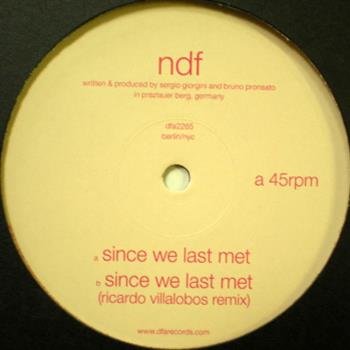 ndf
written & produced by sergio giorgini and bruno pronsato
in prezlauer berg, germany
dfa2265
berlin/nyc
a 45rpm
a since we last met
b since we last met
(ricardo villalobos remix)
www.dfarecords.com